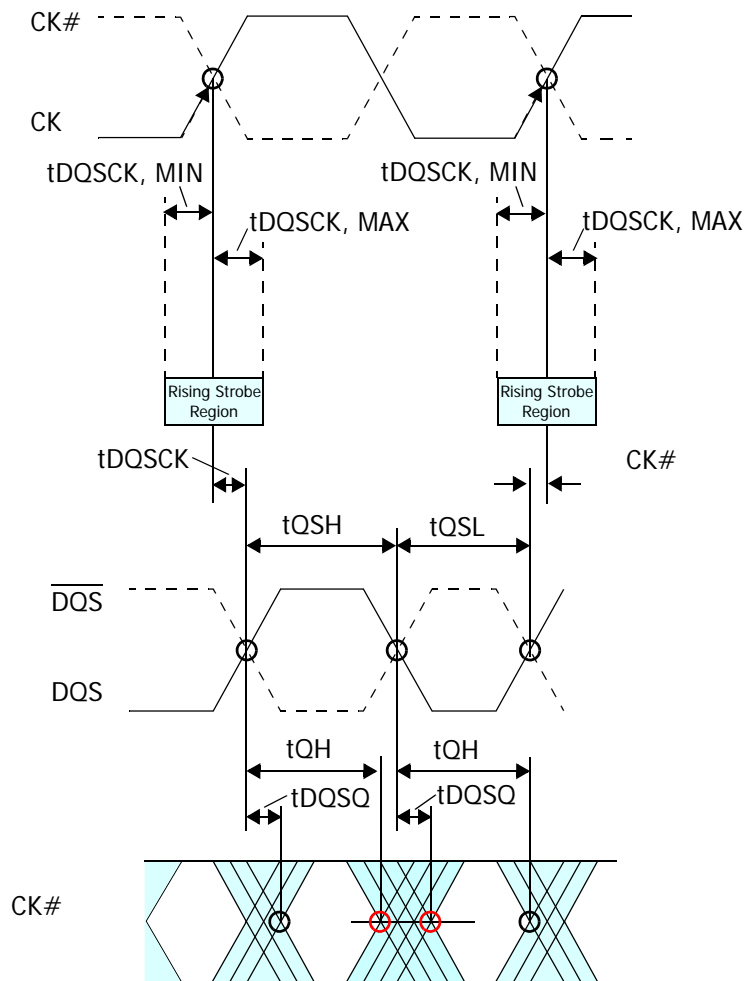 CK#
CK
tDQSCK, MIN
tDQSCK, MAX
tDQSCK, MIN
tDQSCK, MAX
Rising Strobe
Region
Rising Strobe
Region
tDQSCK
CK#
tQSH
tQSL
DQS
DQS
tQH
tQH
tDQSQ
tDQSQ
CK#